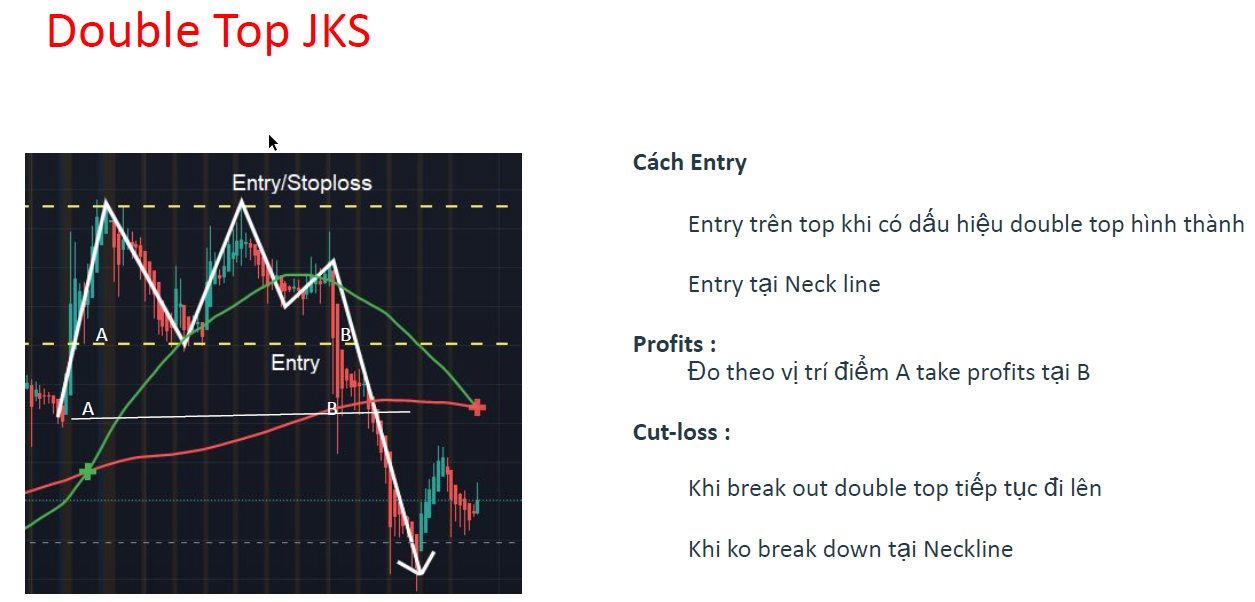 Double Top JKS
Entry/Stoploss
A
B
Entry
A
B
Cách Entry
Entry trên top khi có dấu hiệu double top hình thành
Entry tại Neck line
Profits :
Đo theo vị trí điểm A take profits tại B
Cut-loss :
Khi break out double top tiếp tục đi lên
Khi ko break down tại Neckline